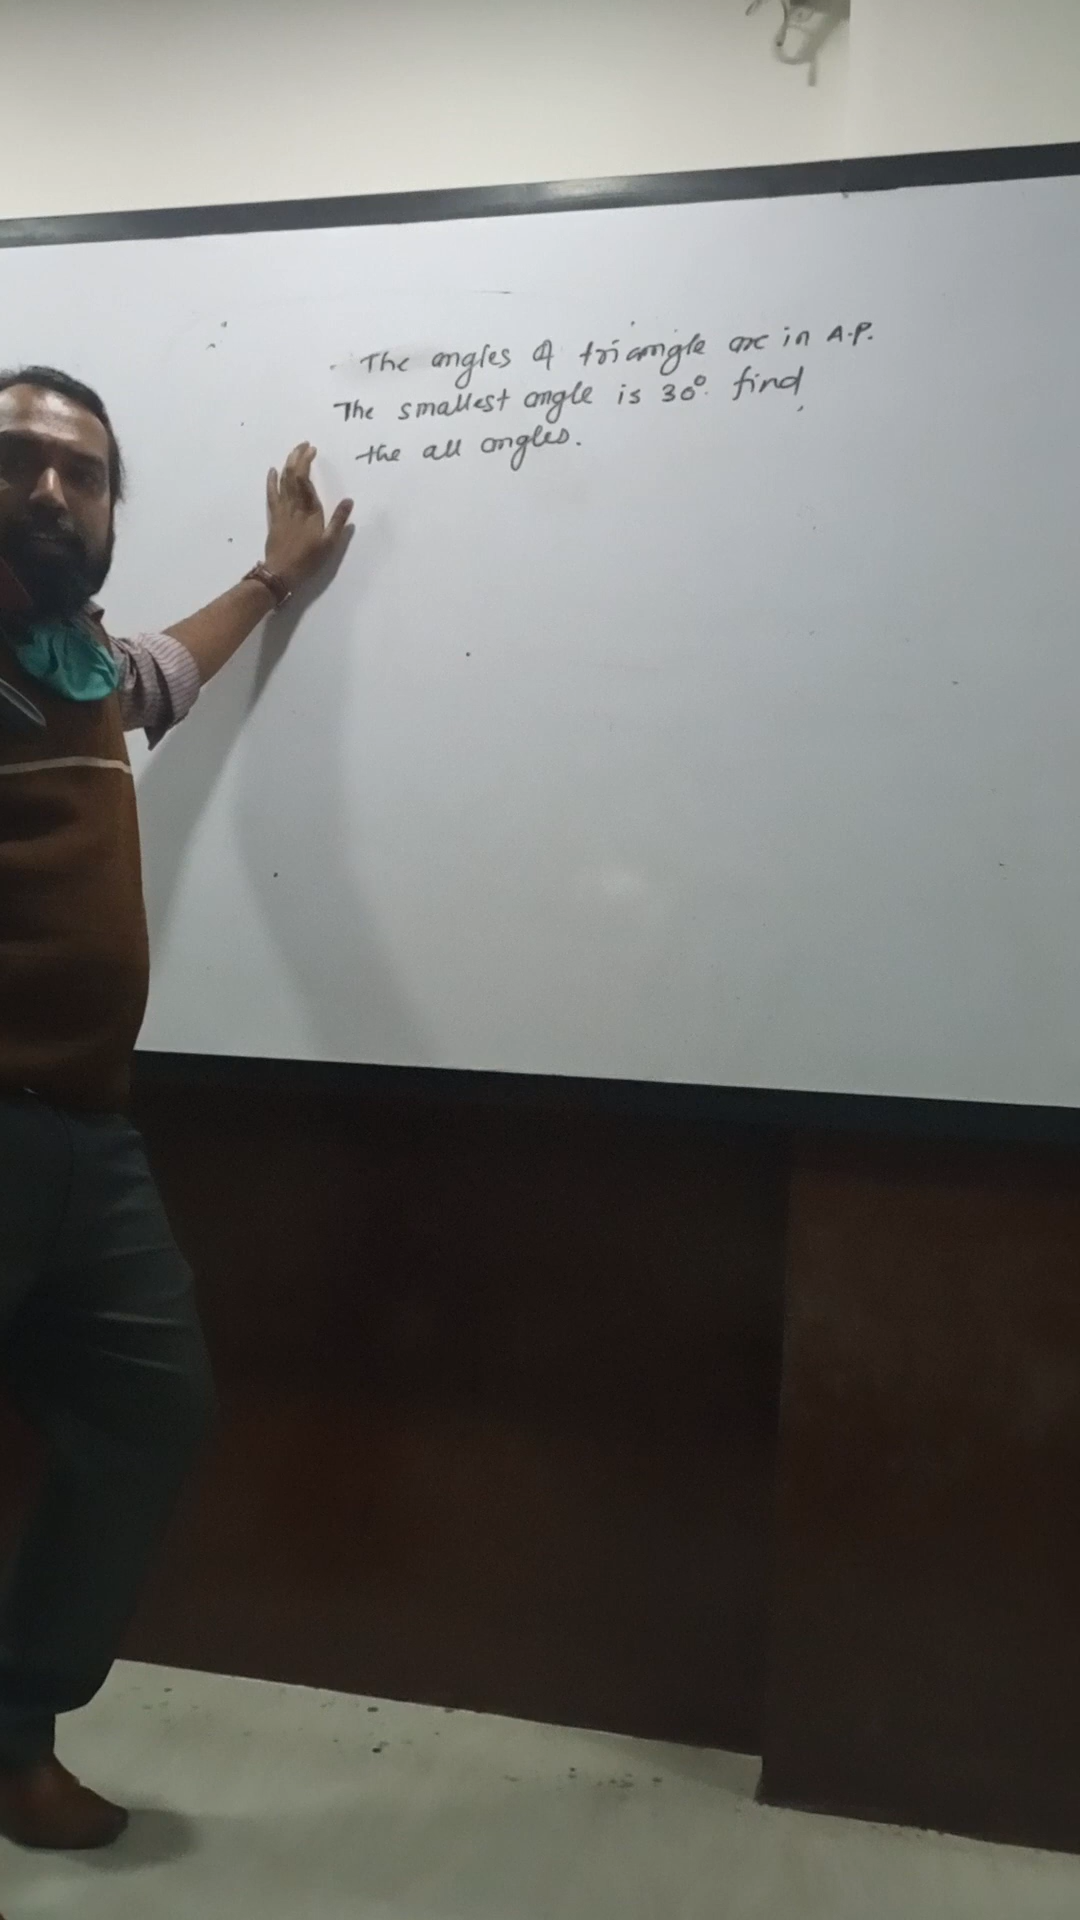 The angles of triangle are in A.P.
The smallest angle is 30°. find
the all angles.